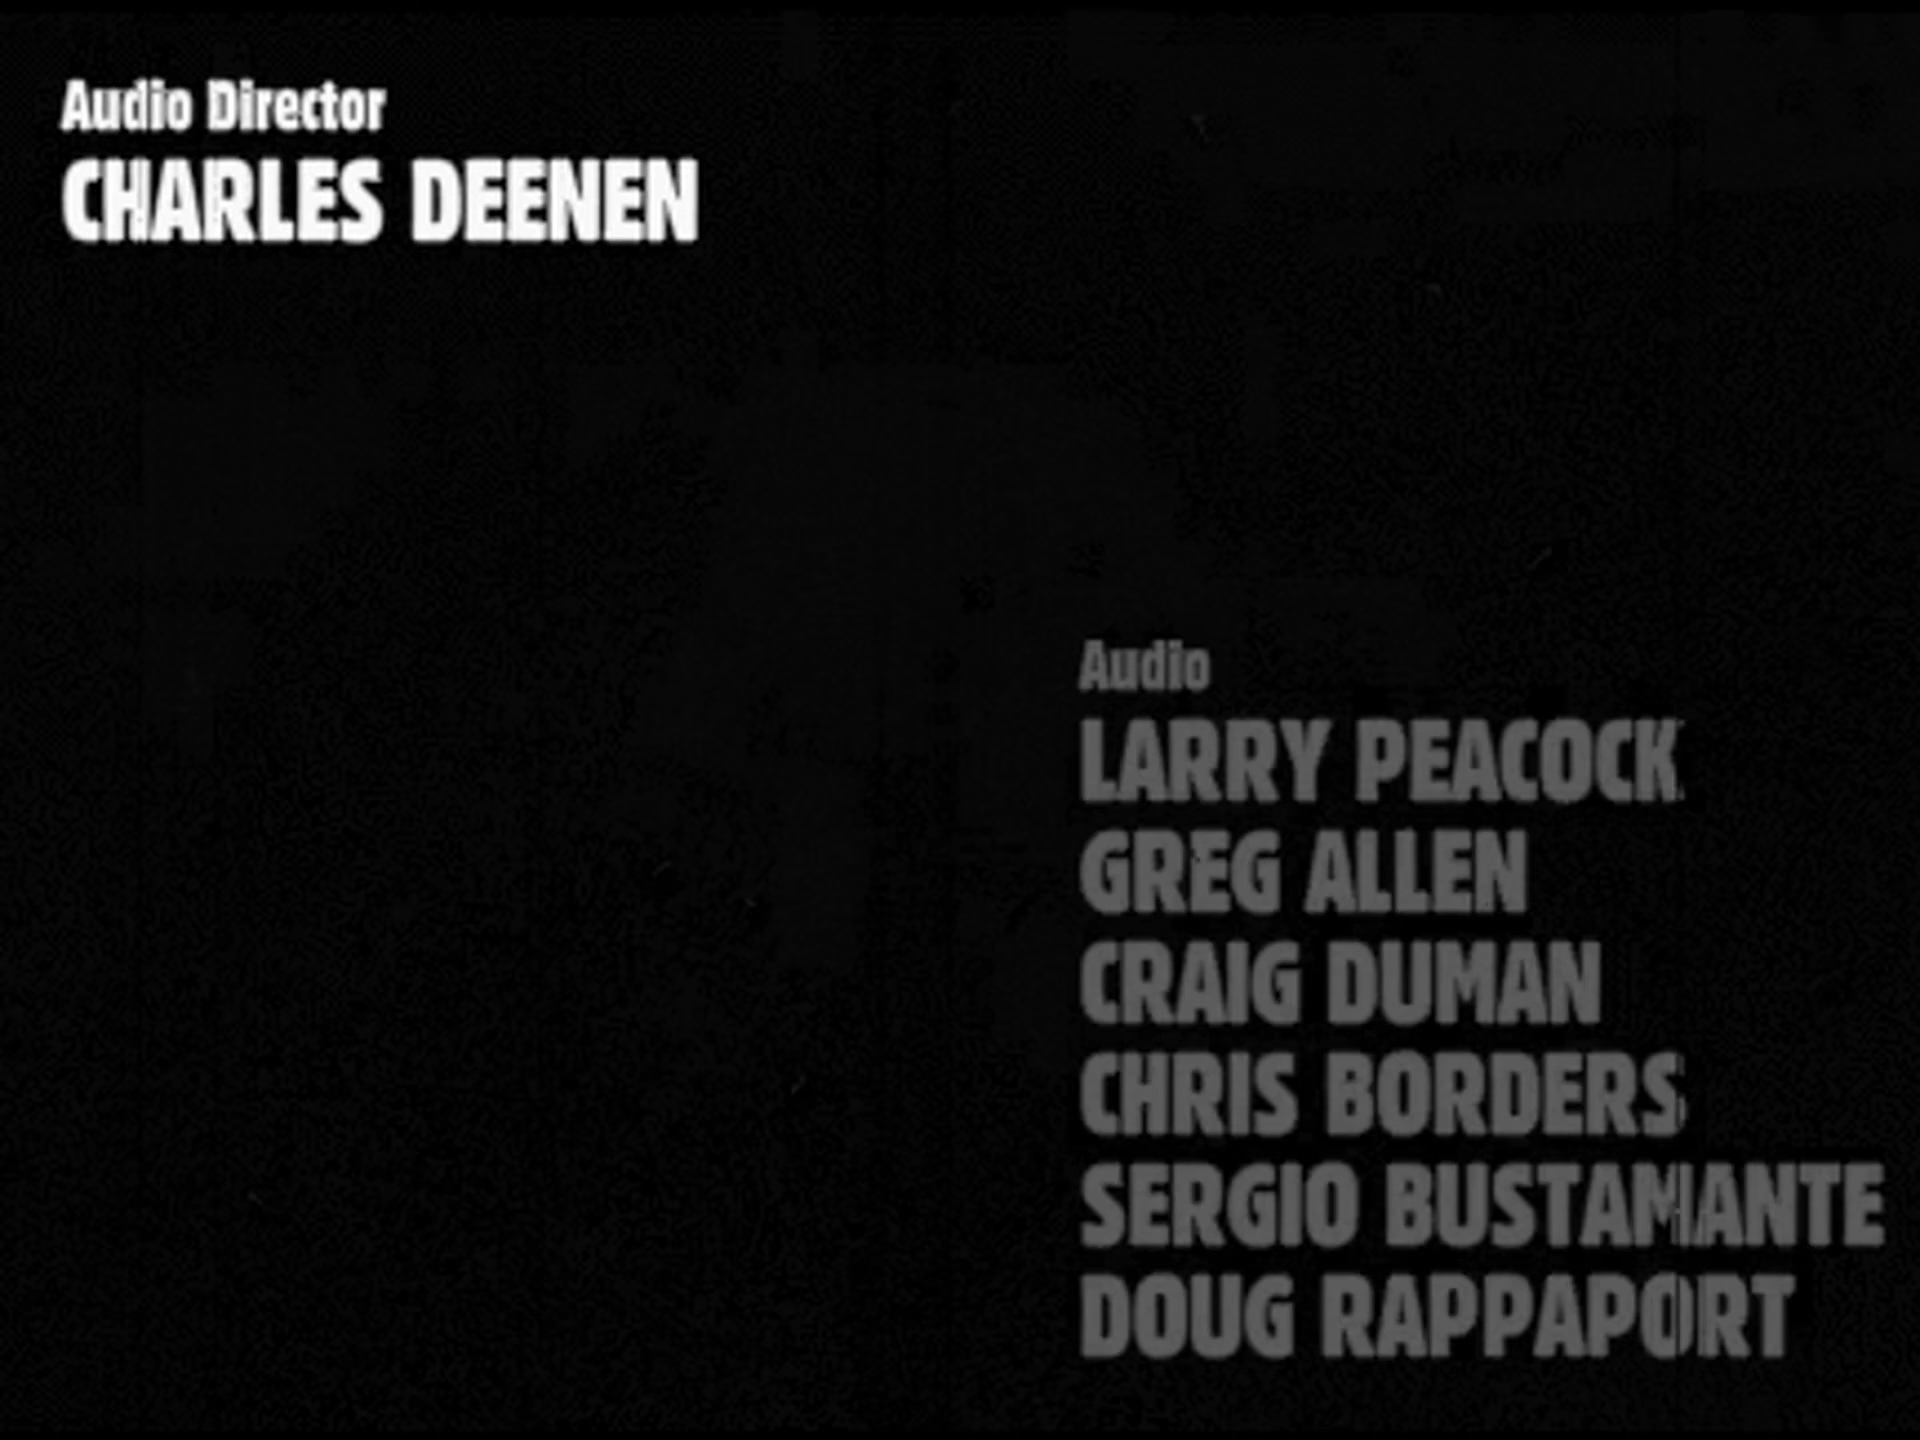 Audio Director
CHARLES DEENEN
Audio
LARRY PEACOCK
GREG ALLEN
CRAIG DUMAN
CHRIS BORDERS
SERGIO BUSTAMANTE
DOUG RAPPAPORT